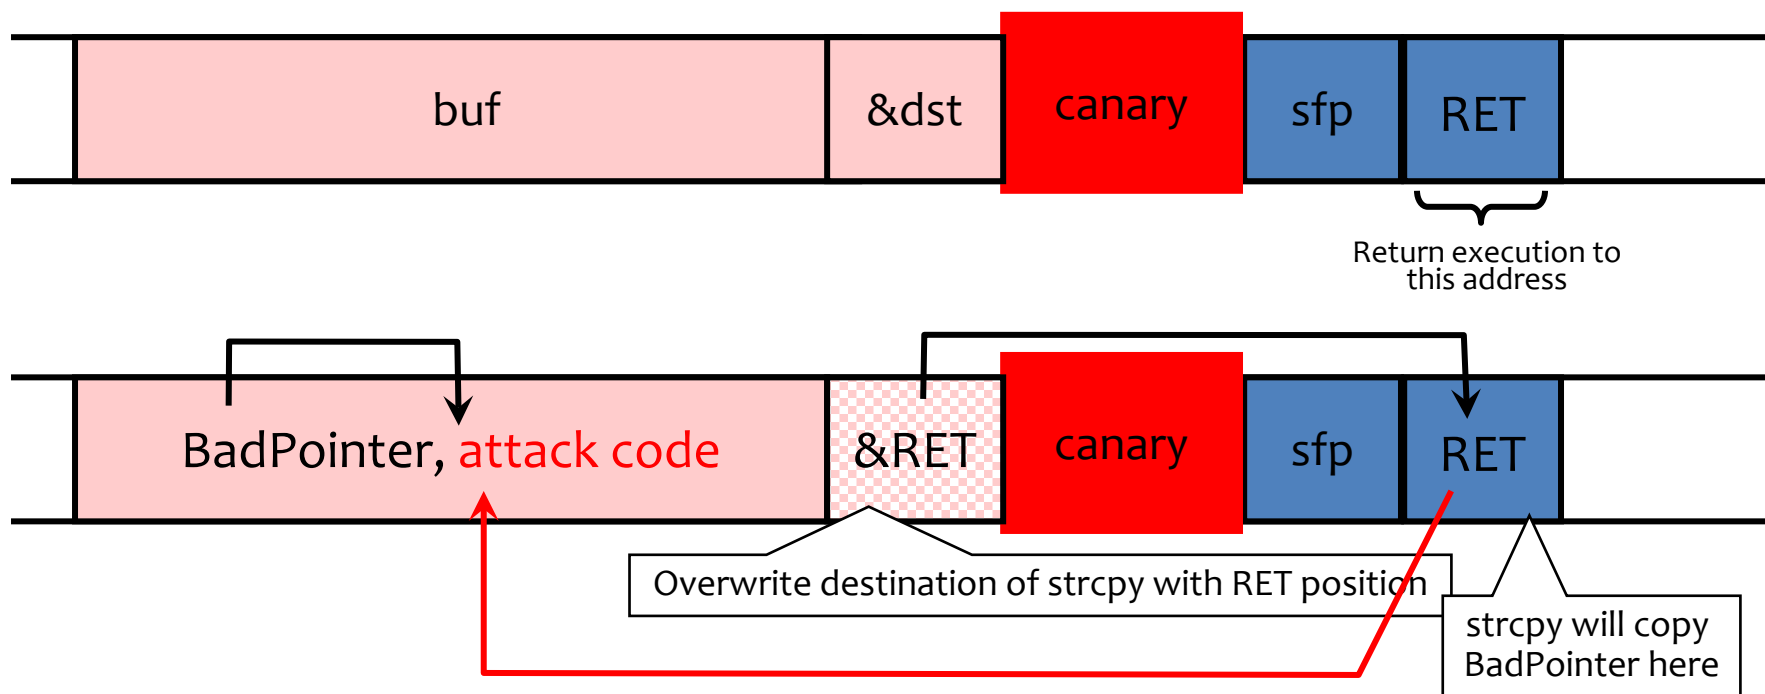 buf
&dst
canary
sfp
RET
Return execution to
this address
BadPointer, attack code
&RET
canary
sfp
RET
Overwrite destination of strcpy with RET position
strcpy will copy
BadPointer here